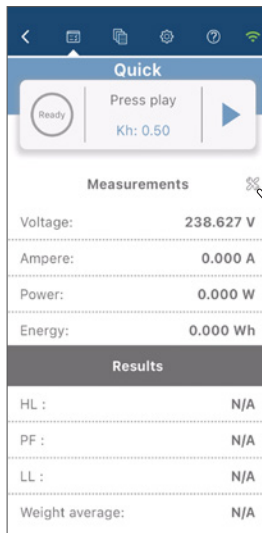 Quick
Ready
Press play
Kh: 0.50
Measurements
Voltage: 238.627 V
Ampere: 0.000 A
Power: 0.000 W
Energy: 0.000 Wh
Results
HL : N/A
PF : N/A
LL : N/A
Weight average: N/A